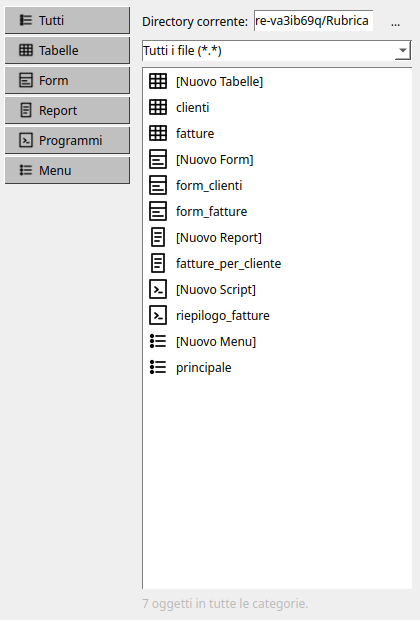 Tutti
Tabelle
Form
Report
Programmi
Menu
Directory corrente: re-va3ib69q/Rubrica ...
Tutti i file (*.*)
[Nuovo Tabelle]
clienti
fatture
[Nuovo Form]
form_clienti
form_fatture
[Nuovo Report]
fatture_per_cliente
[Nuovo Script]
riepilogo_fatture
[Nuovo Menu]
principale
7 oggetti in tutte le categorie.